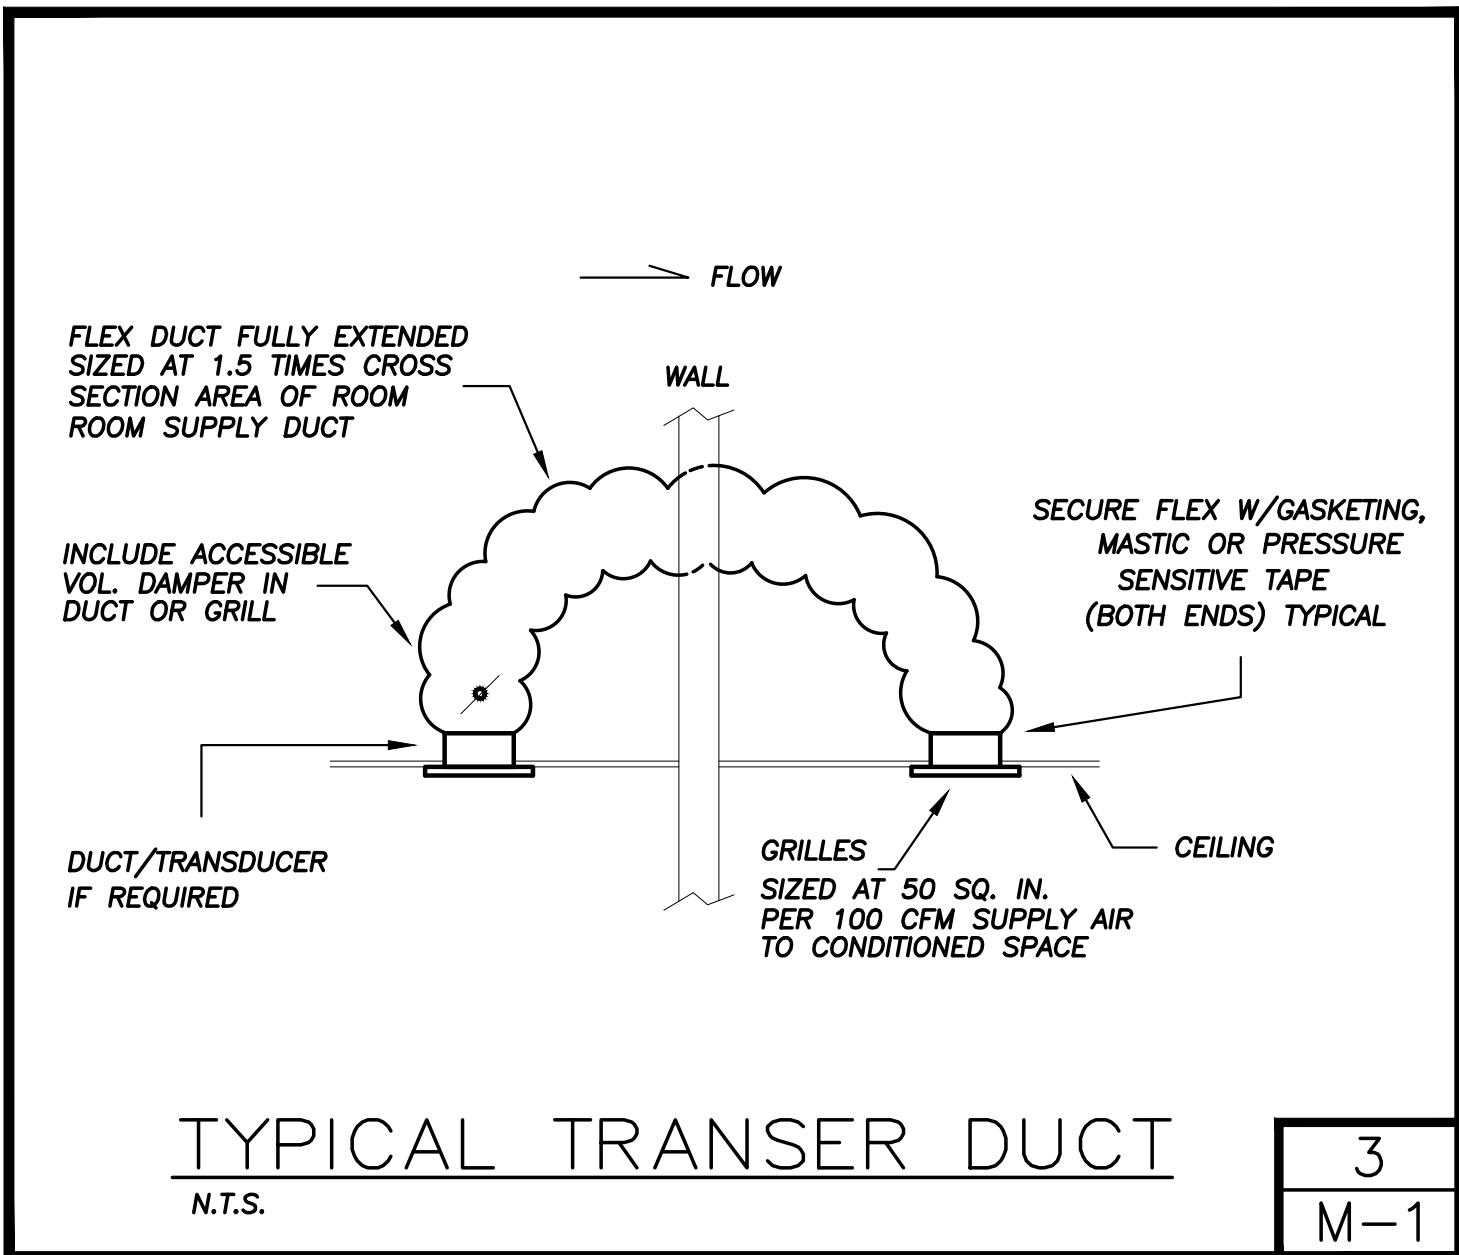 FLOW
FLEX DUCT FULLY EXTENDED
SIZED AT 1.5 TIMES CROSS
SECTION AREA OF ROOM
ROOM SUPPLY DUCT
WALL
SECURE FLEX W/GASKETING,
MASTIC OR PRESSURE
SENSITIVE TAPE
(BOTH ENDS) TYPICAL
INCLUDE ACCESSIBLE
VOL. DAMPER IN
DUCT OR GRILL
DUCT/TRANSDUCER
IF REQUIRED
GRILLES
SIZED AT 50 SQ. IN.
PER 100 CFM SUPPLY AIR
TO CONDITIONED SPACE
CEILING
TYPICAL TRANSER DUCT
N.T.S.
3
M-1